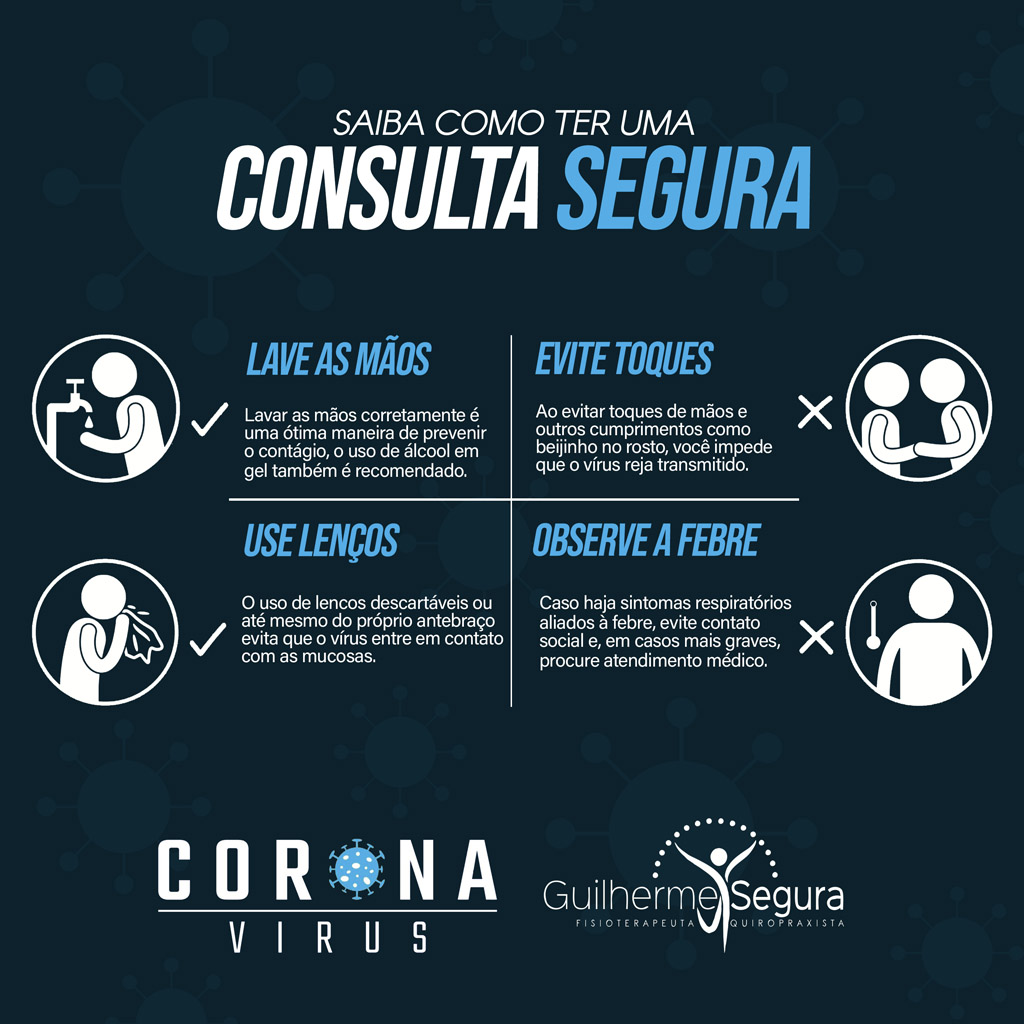 SAIBA COMO TER UMA
CONSULTA SEGURA
LAVE AS MÃOS
Lavar as mãos corretamente é
uma ótima maneira de prevenir
o contágio, o uso de álcool em
gel também é recomendado.
EVITE TOQUES
Ao evitar toques de mãos e
outros cumprimentos como
beijinho no rosto, você impede
que o vírus reja transmitido.
USE LENÇOS
O uso de lencos descartáveis ou
até mesmo do próprio antebraço
evita que o vírus entre em contato
com as mucosas.
OBSERVE A FEBRE
Caso haja sintomas respiratórios
aliados à febre, evite contato
social e, em casos mais graves,
procure atendimento médico.
CORONA
VIRUS
Guilherme Segura
FISIOTERAPEUTA QUIROPRAXISTA